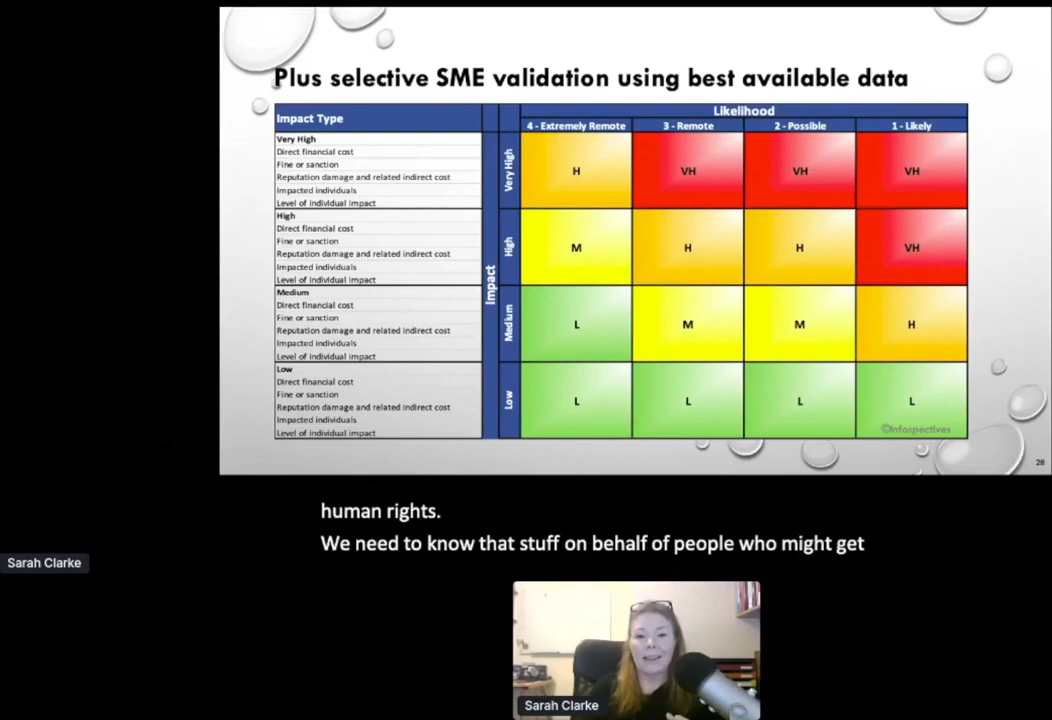 Plus selective SME validation using best available data
Impact Type
Likelihood
4 - Extremely Remote
3 - Remote
2 - Possible
1 - Likely
Impact
Very High
Direct financial cost
Fine or sanction
Reputation damage and related indirect cost
Impacted individuals
Level of individual impact
Very High
H
VH
VH
VH
High
Direct financial cost
Fine or sanction
Reputation damage and related indirect cost
Impacted individuals
Level of individual impact
High
M
H
H
VH
Medium
Direct financial cost
Fine or sanction
Reputation damage and related indirect cost
Impacted individuals
Level of individual impact
Medium
L
M
M
H
Low
Direct financial cost
Fine or sanction
Reputation damage and related indirect cost
Impacted individuals
Level of individual impact
Low
L
L
L
L
©Infospectives
28
human rights.
We need to know that stuff on behalf of people who might get
Sarah Clarke
Sarah Clarke